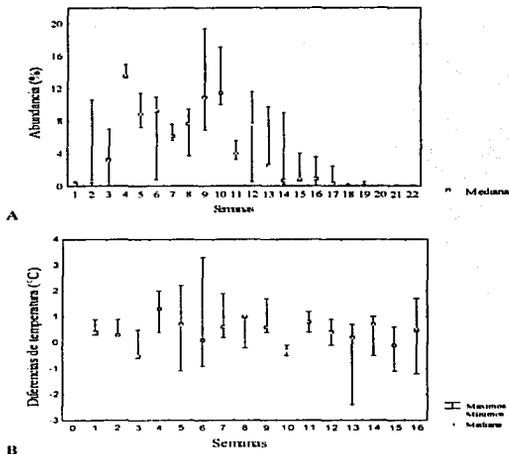 Abundancia (%)
20
16
12
8
4
0
1 2 3 4 5 6 7 8 9 10 11 12 13 14 15 16 17 18 19 20 21 22
Semanas
Mediana
A
Diferencias de temperatura (˚C)
4
3
2
1
0
-1
-2
-3
0 1 2 3 4 5 6 7 8 9 10 11 12 13 14 15 16
Semanas
Maximos
Minimos
Mediana
B